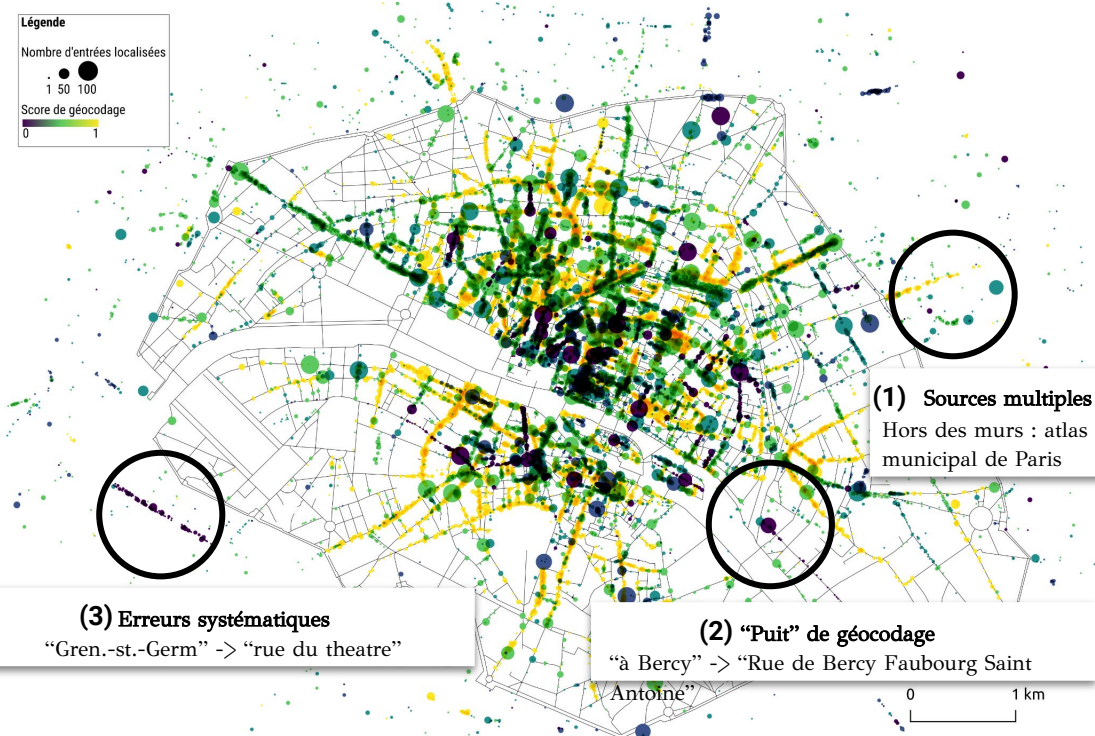 Légende
Nombre d'entrées localisées
1 50 100
Score de géocodage
0 1
(1) Sources multiples
Hors des murs : atlas
municipal de Paris
(3) Erreurs systématiques
“Gren.-st.-Germ” -> “rue du theatre”
(2) “Puit” de géocodage
“à Bercy” -> “Rue de Bercy Faubourg Saint
Antoine”
0 1 km